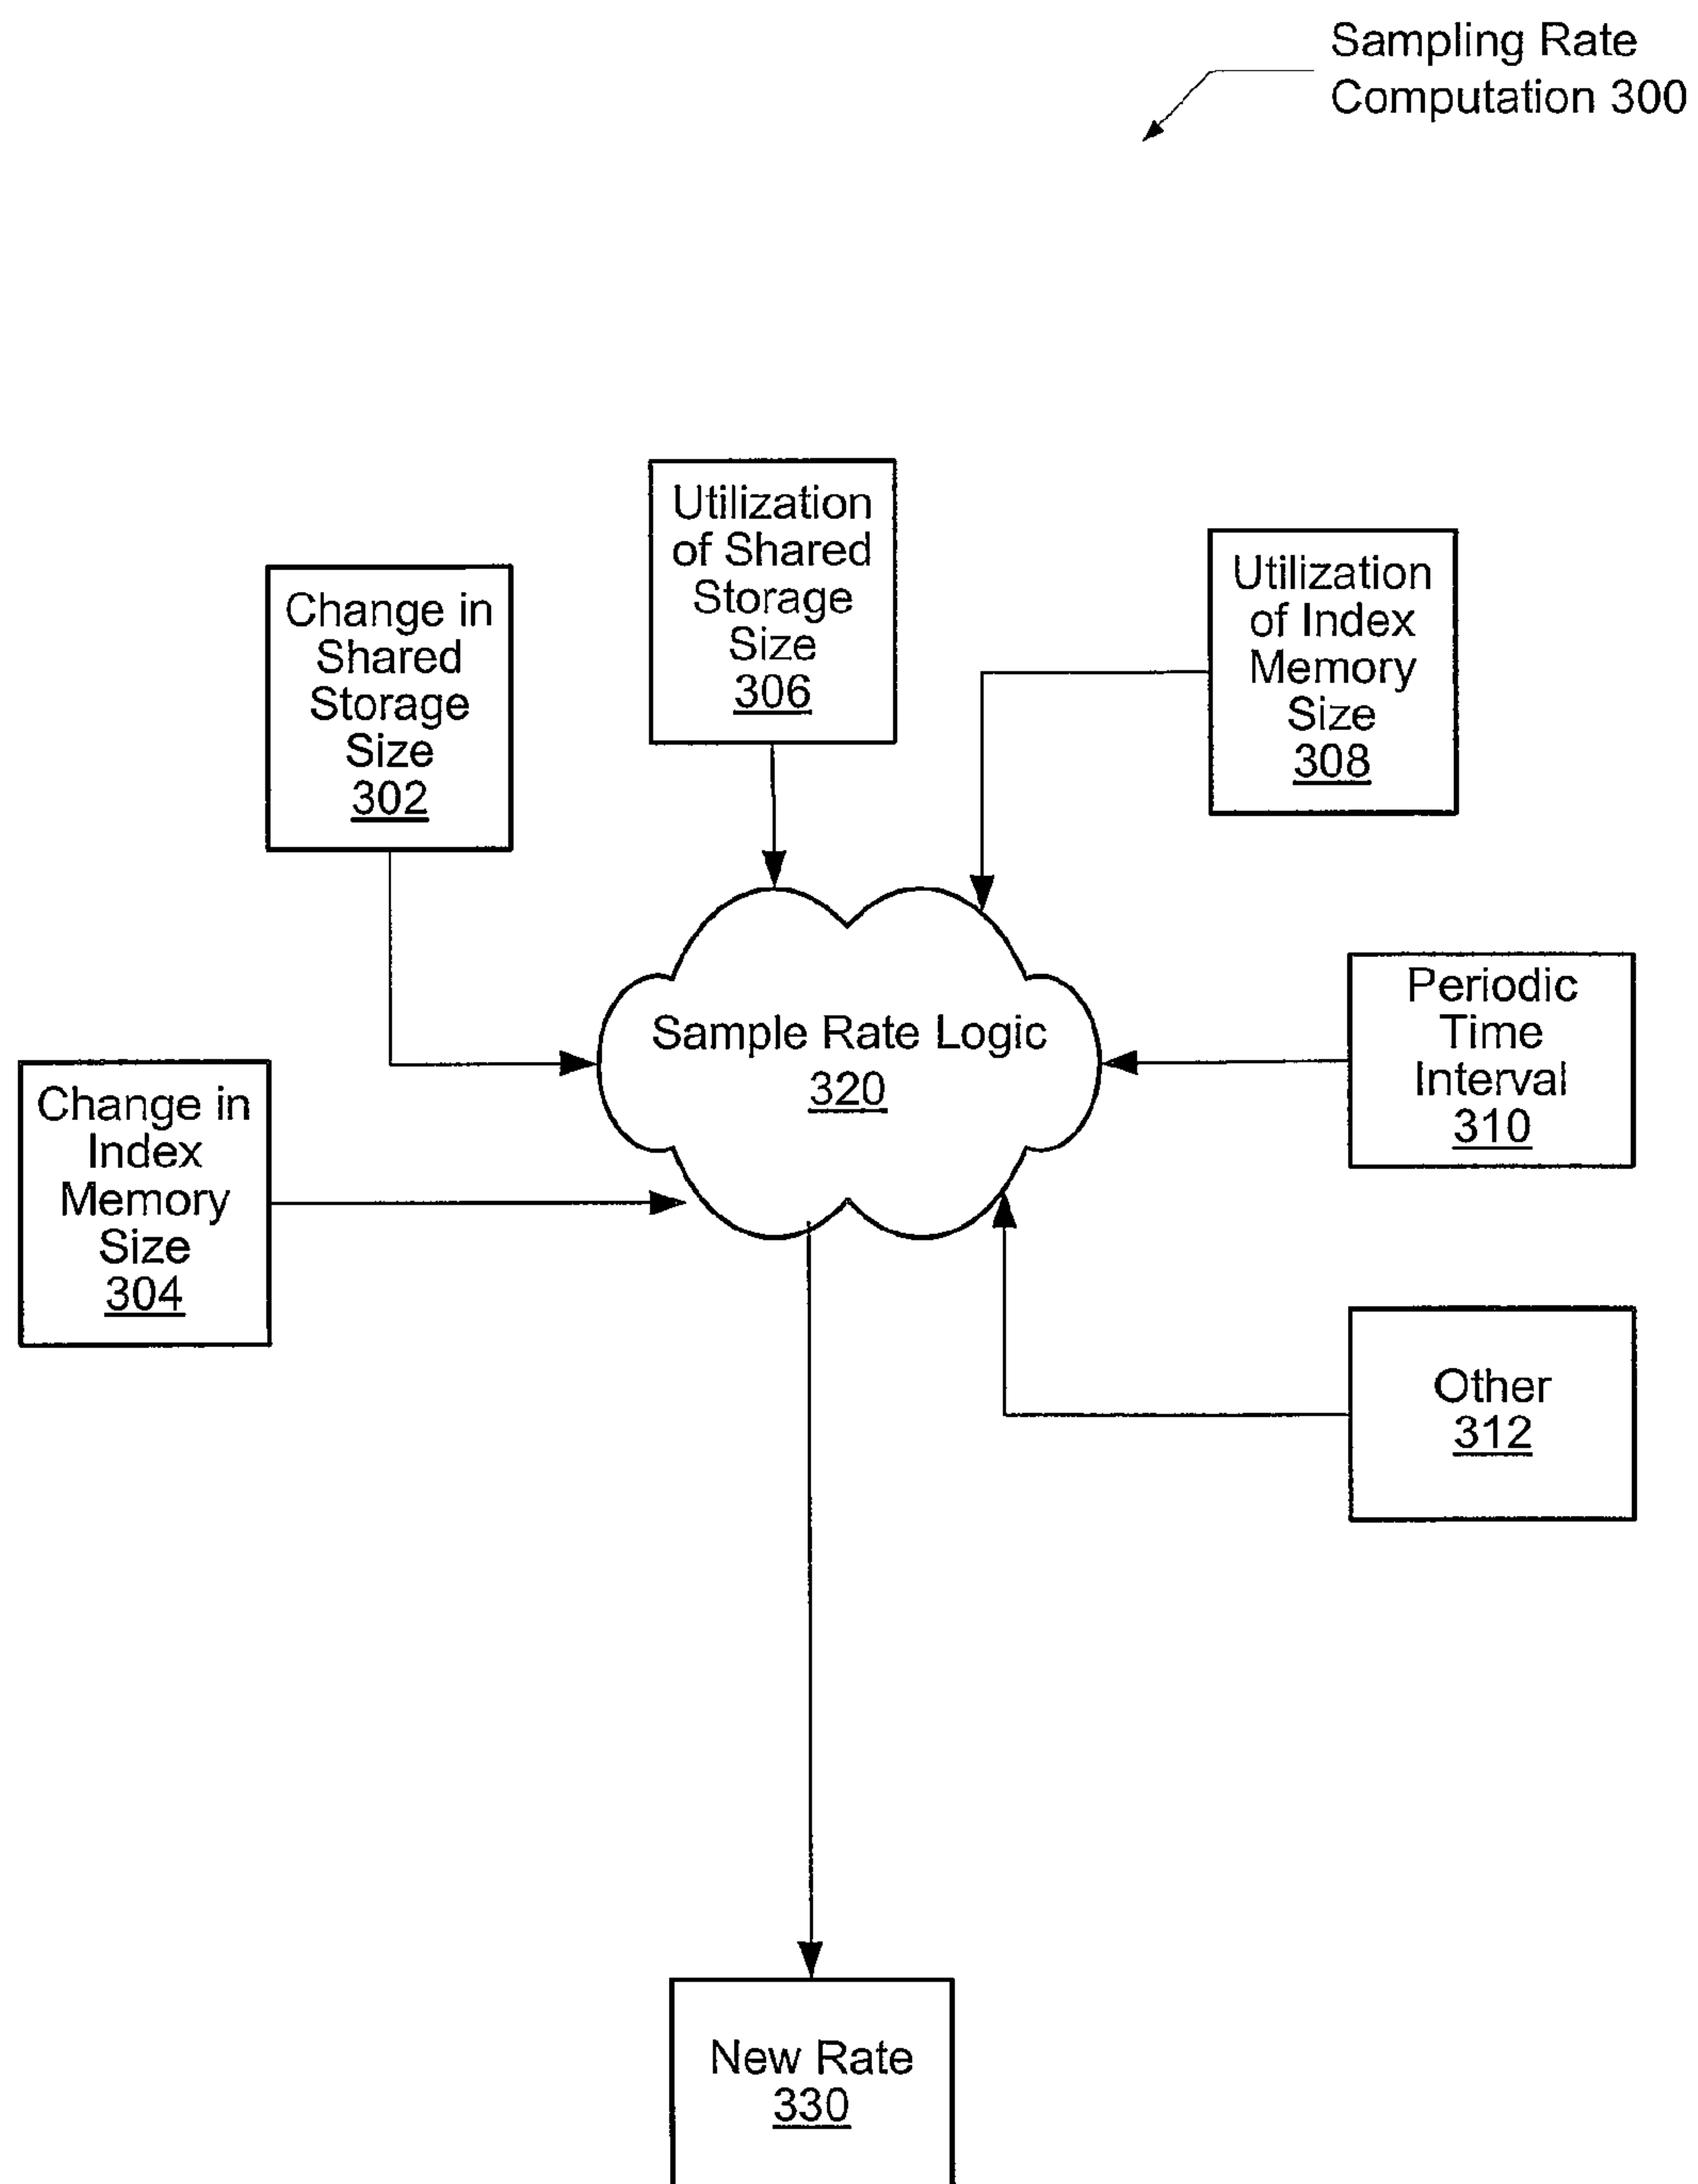 Sampling Rate
Computation 300
Utilization
of Shared
Storage
Size
306
Utilization
of Index
Memory
Size
308
Change in
Shared
Storage
Size
302
Periodic
Time
Interval
310
Sample Rate Logic
320
Change in
Index
Memory
Size
304
Other
312
New Rate
330